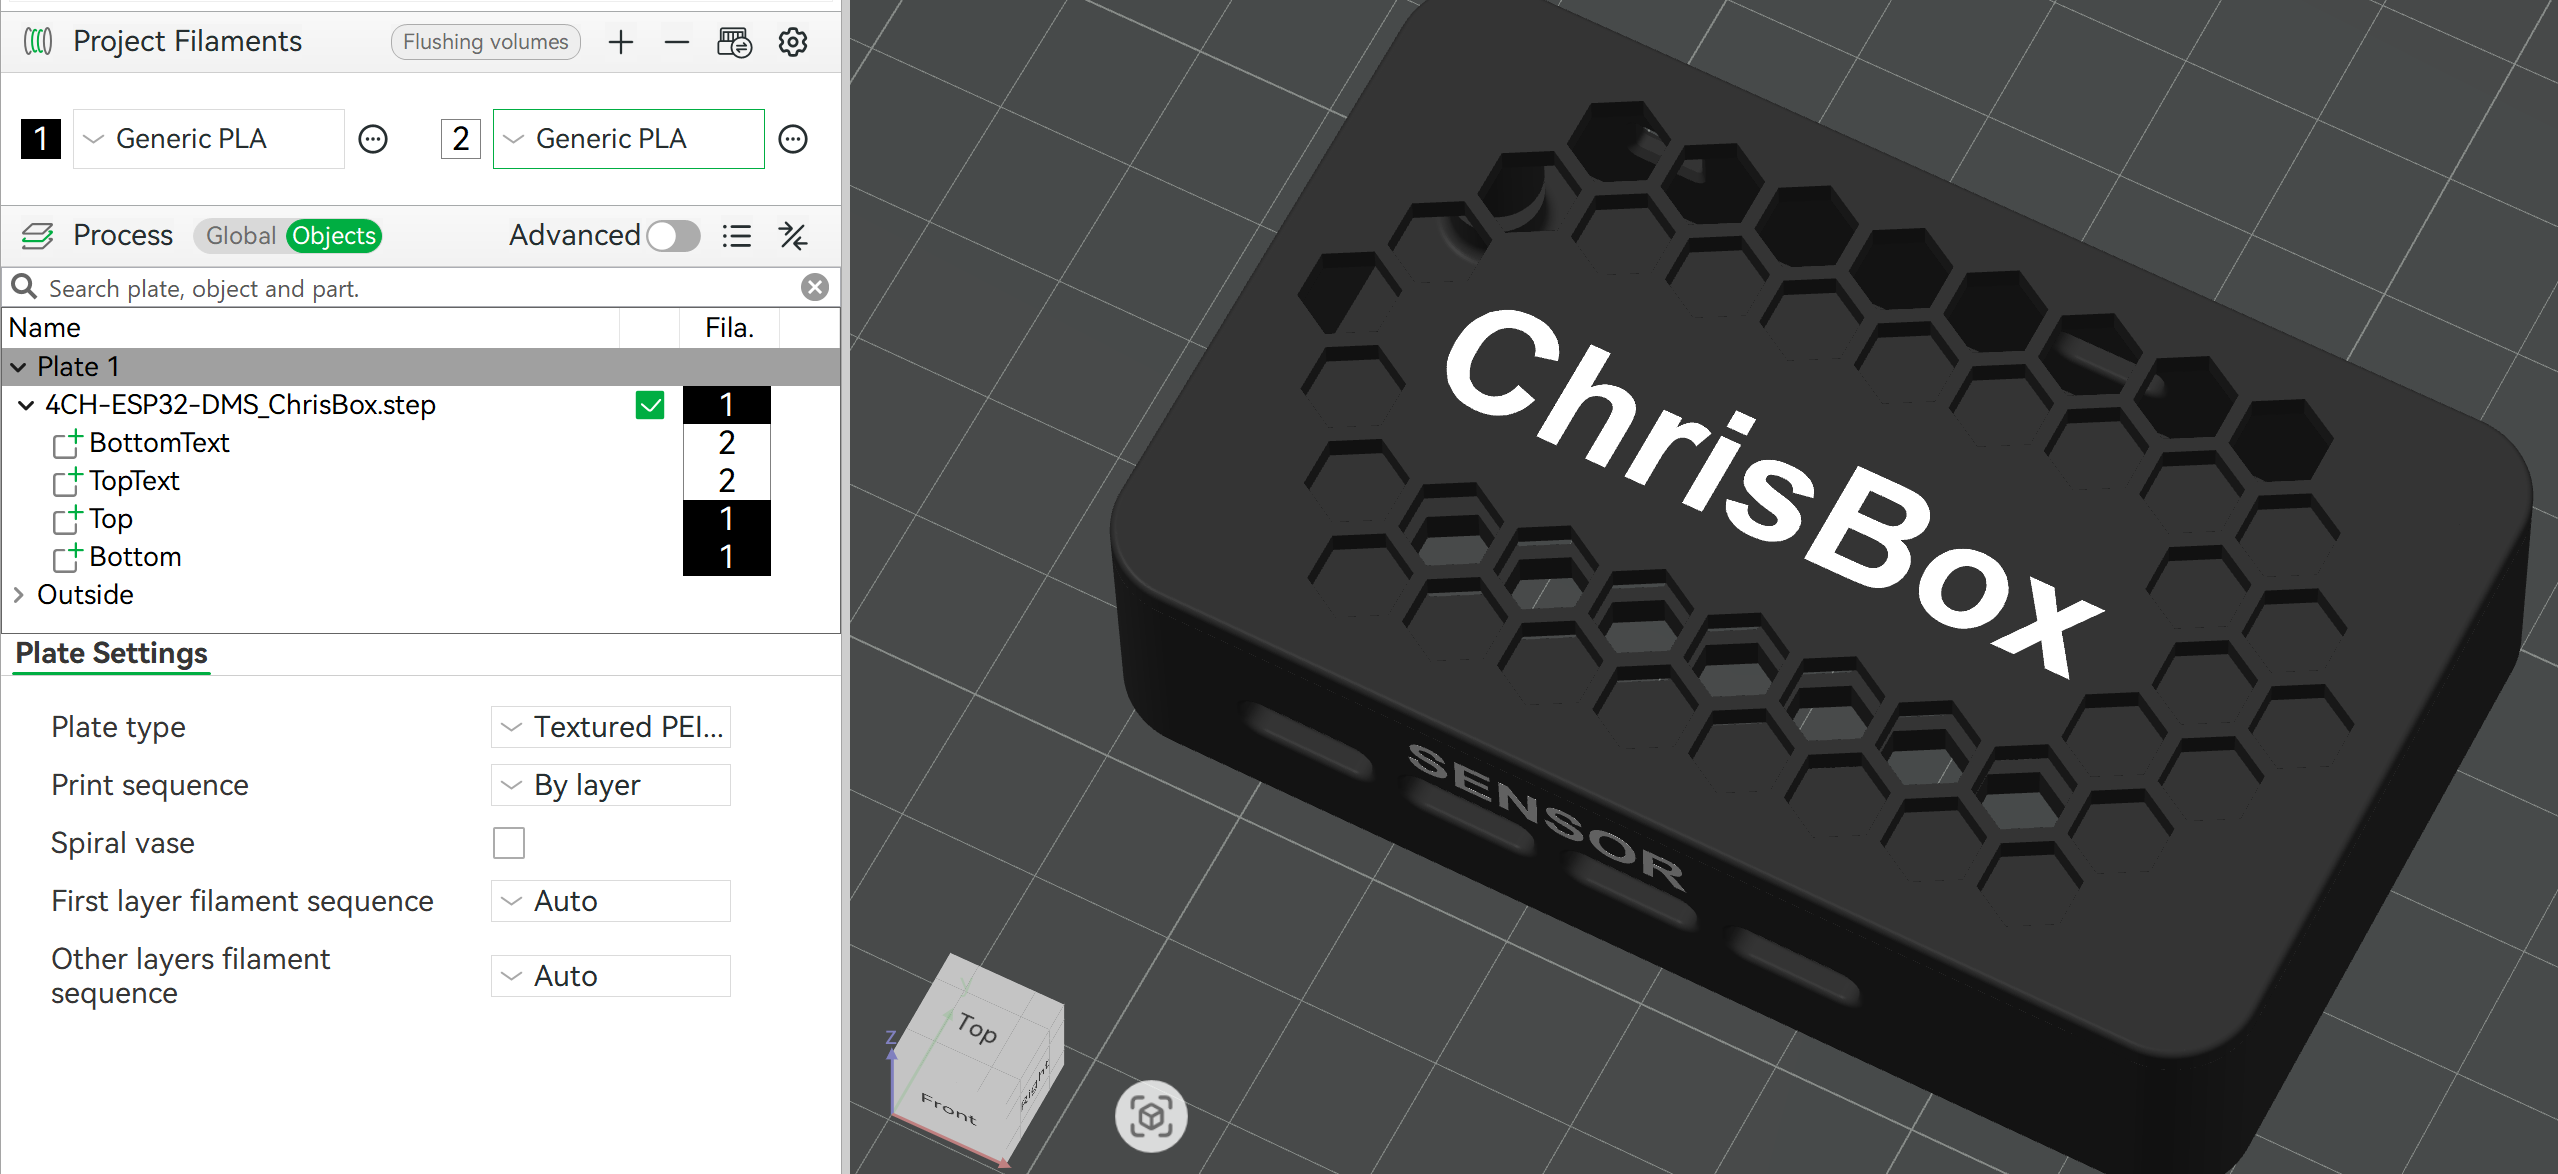 Project Filaments
Flushing volumes
1 Generic PLA
2 Generic PLA
Process
Global Objects
Advanced
Search plate, object and part.
Name Fila.
Plate 1
4CH-ESP32-DMS_ChrisBox.step 1
BottomText 2
TopText 2
Top 1
Bottom 1
Outside
Plate Settings
Plate type Textured PEI...
Print sequence By layer
Spiral vase
First layer filament sequence Auto
Other layers filament
sequence Auto
ChrisBox
SENSOR
Top
Front
Right
Z
Y